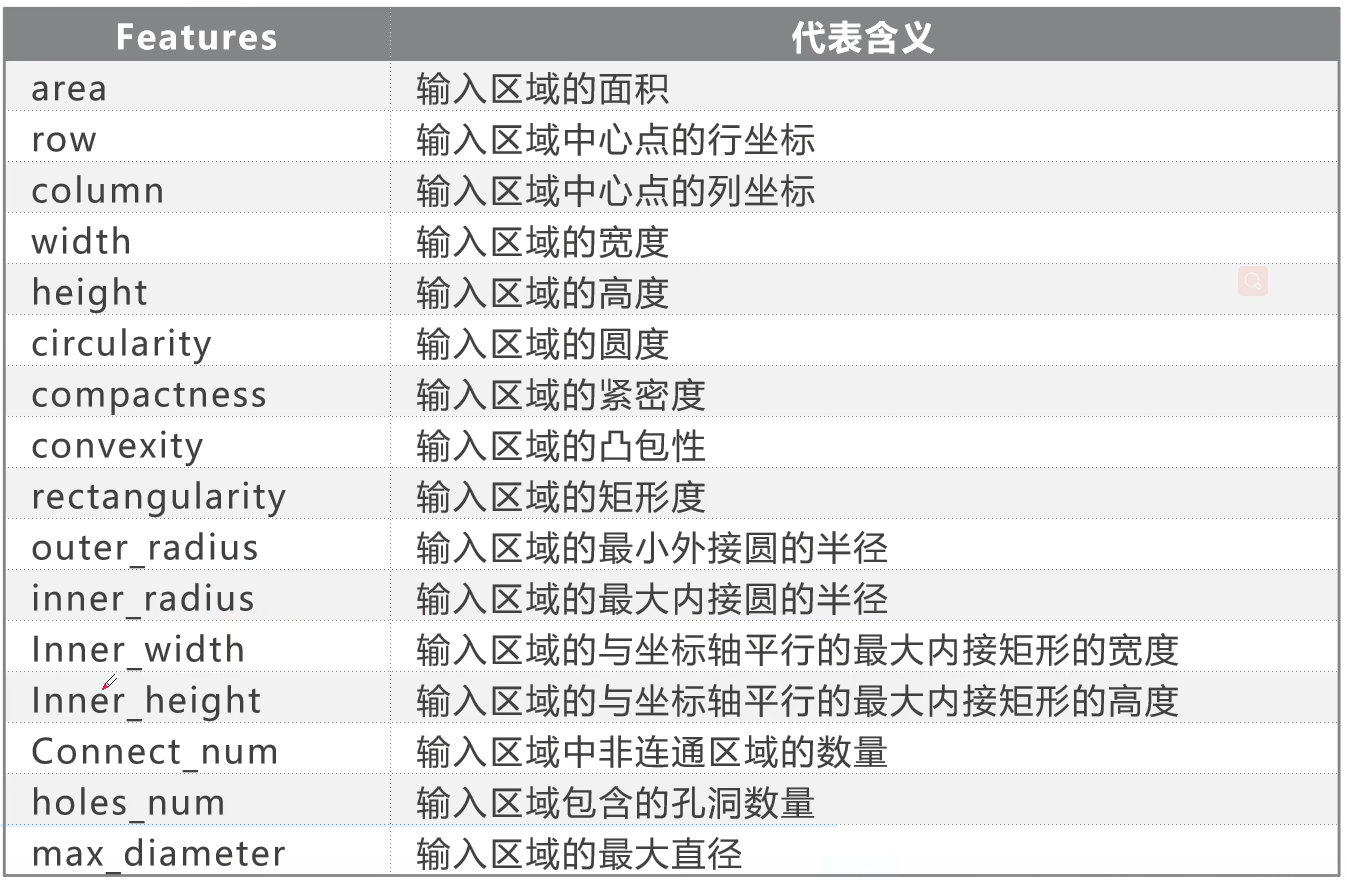 Features 代表含义
area 输入区域的面积
row 输入区域中心点的行坐标
column 输入区域中心点的列坐标
width 输入区域的宽度
height 输入区域的高度
circularity 输入区域的圆度
compactness 输入区域的紧密度
convexity 输入区域的凸包性
rectangularity 输入区域的矩形度
outer_radius 输入区域的最小外接圆的半径
inner_radius 输入区域的最大内接圆的半径
Inner_width 输入区域的与坐标轴平行的最大内接矩形的宽度
Inner_height 输入区域的与坐标轴平行的最大内接矩形的高度
Connect_num 输入区域中非连通区域的数量
holes_num 输入区域包含的孔洞数量
max_diameter 输入区域的最大直径